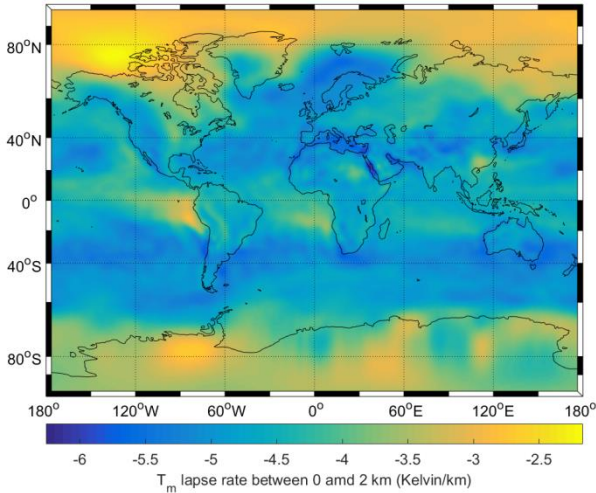 80°N
40°N
0°
40°S
80°S
180° 120°W 60°W 0° 60°E 120°E 180°
-6 -5.5 -5 -4.5 -4 -3.5 -3 -2.5
Tm lapse rate between 0 amd 2 km (Kelvin/km)